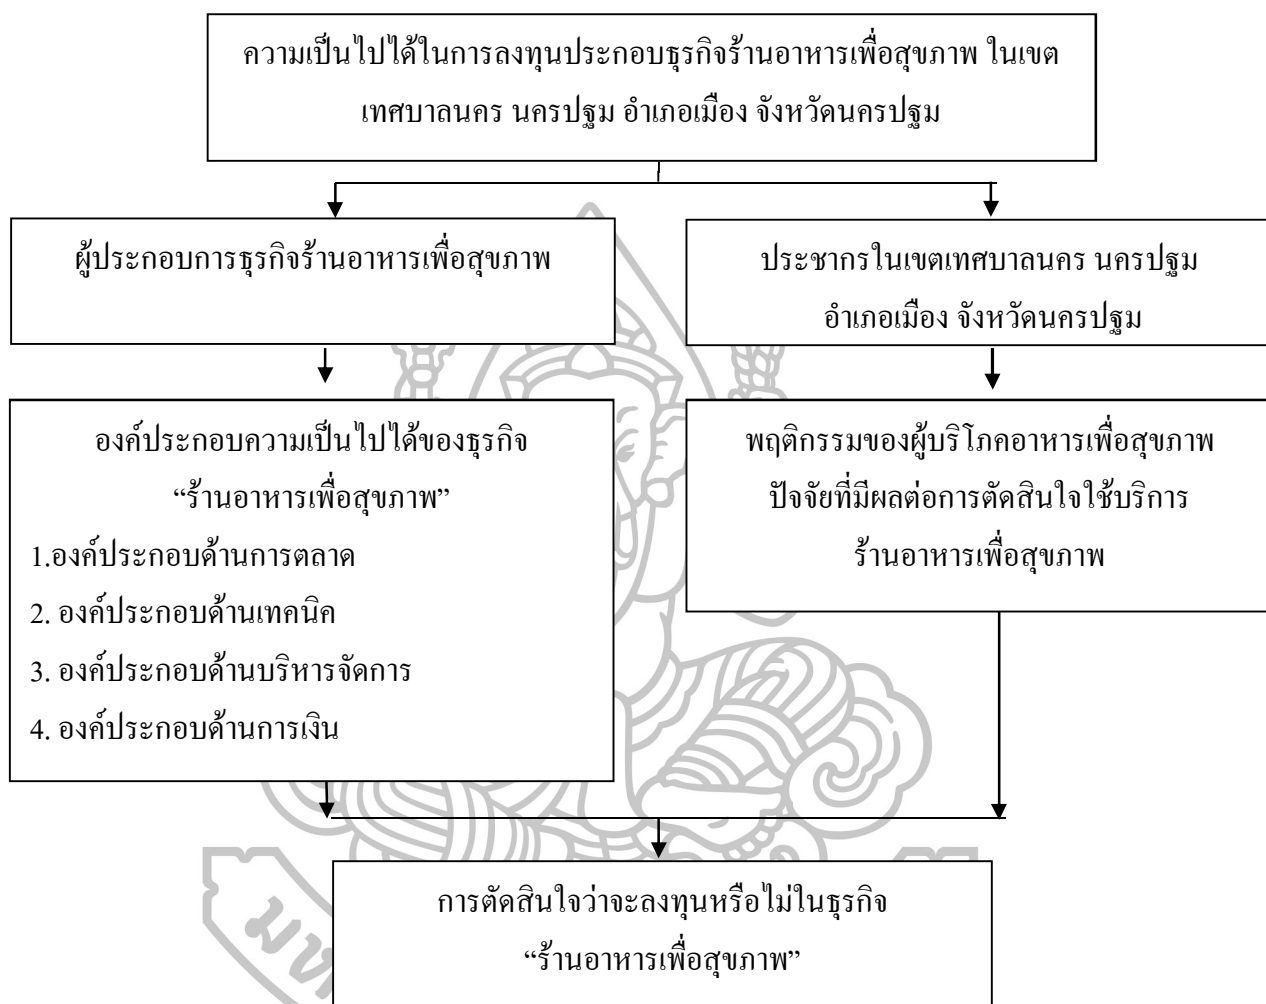 ความเป็นไปได้ในการลงทุนประกอบธุรกิจร้านอาหารเพื่อสุขภาพ ในเขต
เทศบาลนคร นครปฐม อำเภอเมือง จังหวัดนครปฐม
ผู้ประกอบการธุรกิจร้านอาหารเพื่อสุขภาพ
ประชากรในเขตเทศบาลนคร นครปฐม
อำเภอเมือง จังหวัดนครปฐม
องค์ประกอบความเป็นไปได้ของธุรกิจ
“ร้านอาหารเพื่อสุขภาพ”
1.องค์ประกอบด้านการตลาด
2. องค์ประกอบด้านเทคนิค
3. องค์ประกอบด้านบริหารจัดการ
4. องค์ประกอบด้านการเงิน
พฤติกรรมของผู้บริโภคอาหารเพื่อสุขภาพ
ปัจจัยที่มีผลต่อการตัดสินใจใช้บริการ
ร้านอาหารเพื่อสุขภาพ
การตัดสินใจว่าจะลงทุนหรือไม่ในธุรกิจ
“ร้านอาหารเพื่อสุขภาพ”